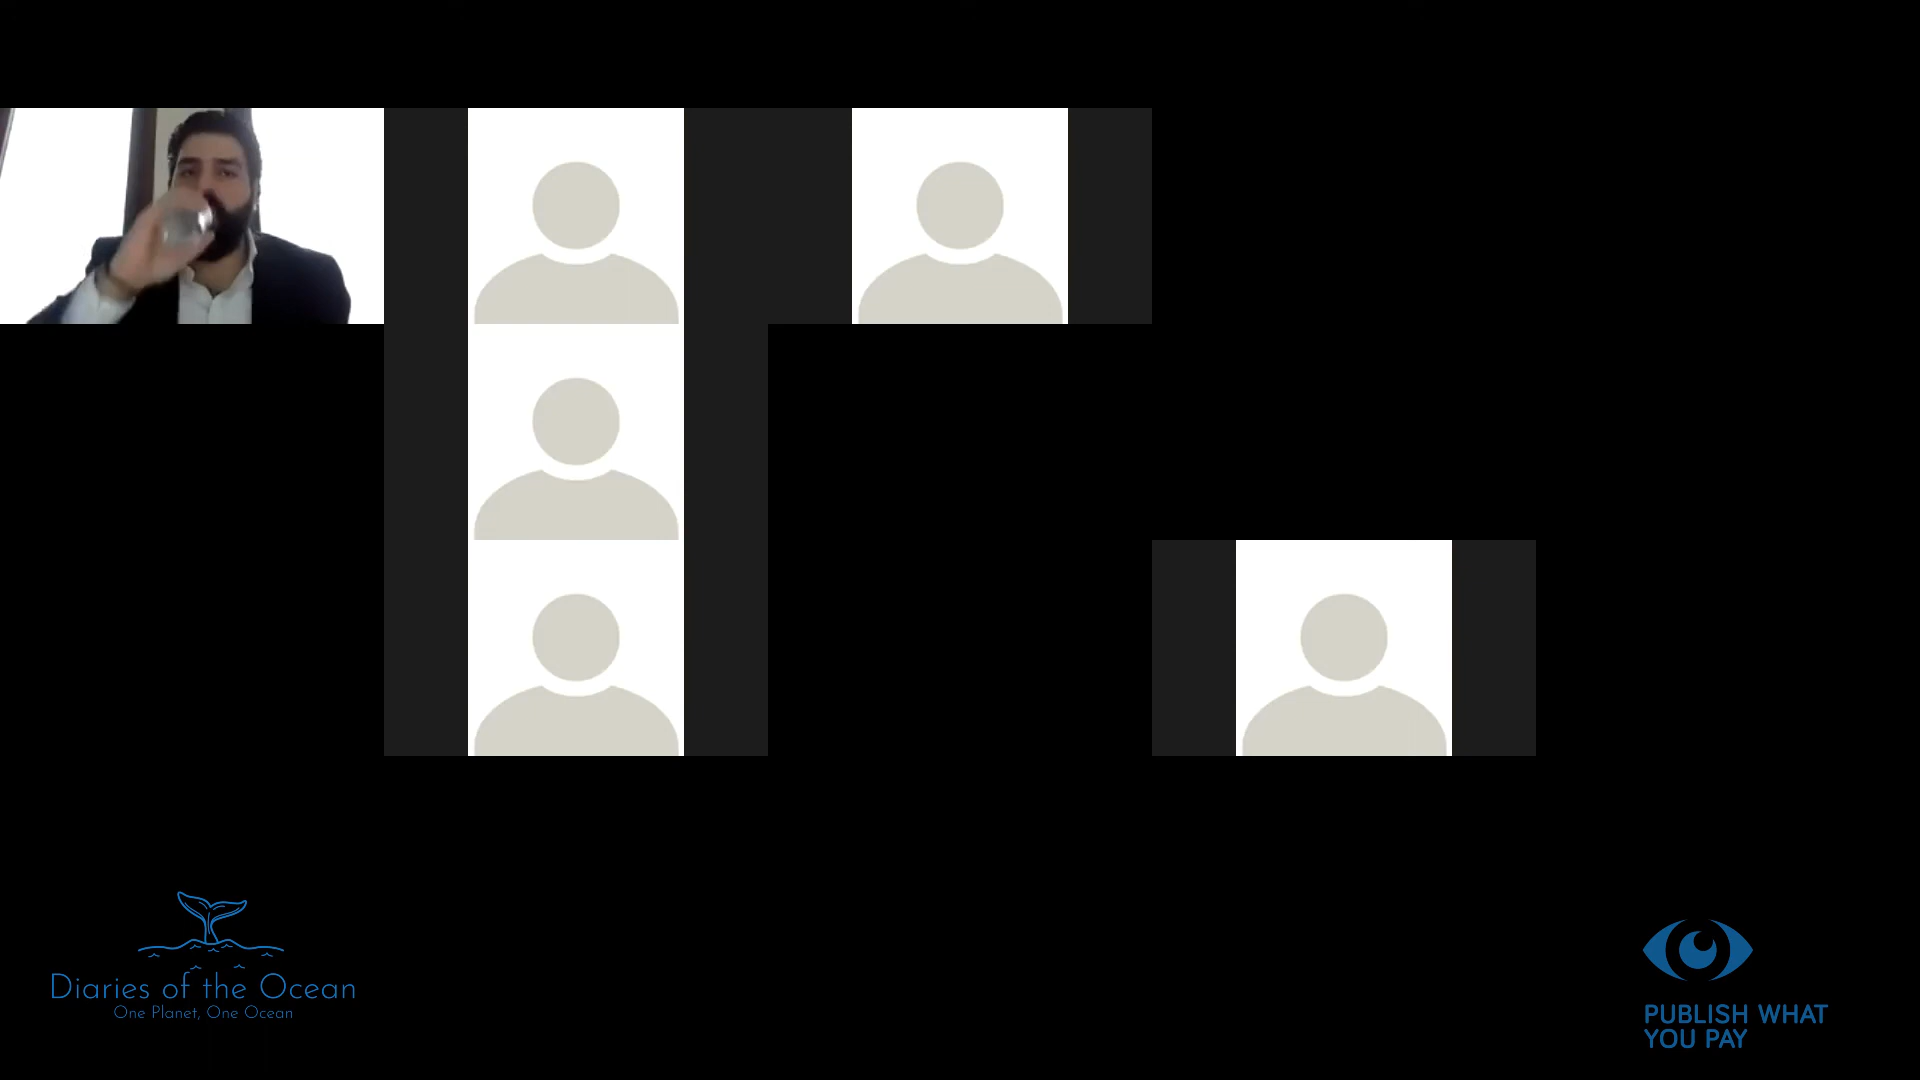 Diaries of the Ocean
One Planet, One Ocean
PUBLISH WHAT
YOU PAY